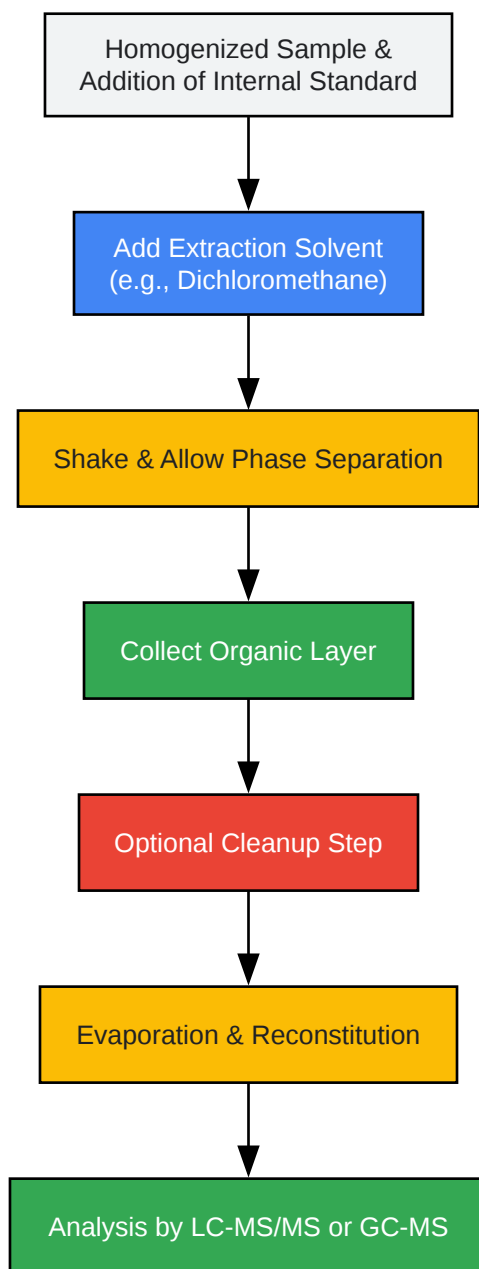 Homogenized Sample &
Addition of Internal Standard
Add Extraction Solvent
(e.g., Dichloromethane)
Shake & Allow Phase Separation
Collect Organic Layer
Optional Cleanup Step
Evaporation & Reconstitution
Analysis by LC-MS/MS or GC-MS